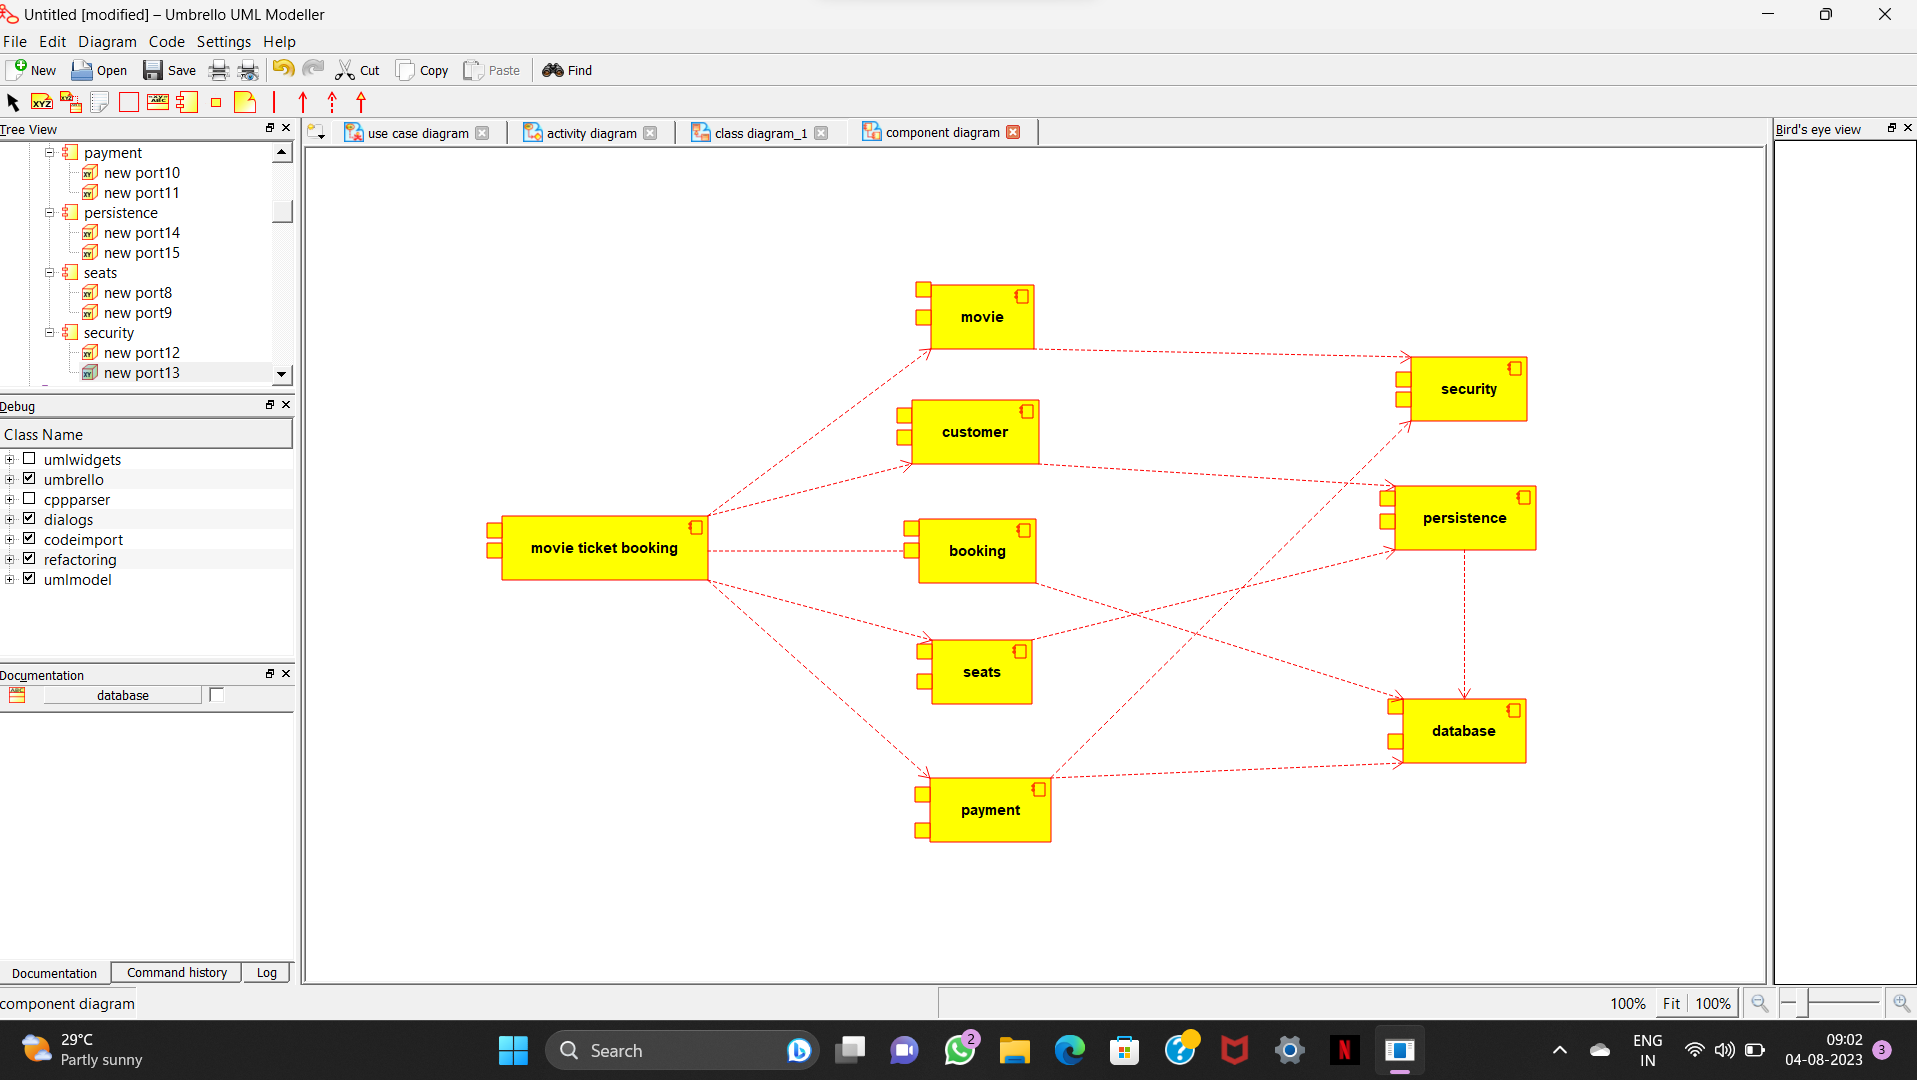 Untitled [modified] – Umbrello UML Modeller
File Edit Diagram Code Settings Help
New Open Save Cut Copy Paste Find
Tree View
payment
new port10
new port11
persistence
new port14
new port15
seats
new port8
new port9
security
new port12
new port13
Debug
Class Name
umlwidgets
umbrello
cppparser
dialogs
codeimport
refactoring
umlmodel
Documentation
database
Documentation Command history Log
component diagram
use case diagram activity diagram class diagram_1 component diagram
movie
security
customer
persistence
movie ticket booking
booking
seats
database
payment
Bird's eye view
100% Fit 100%
29°C
Partly sunny
Search
2
ENG
IN
09:02
04-08-2023
3